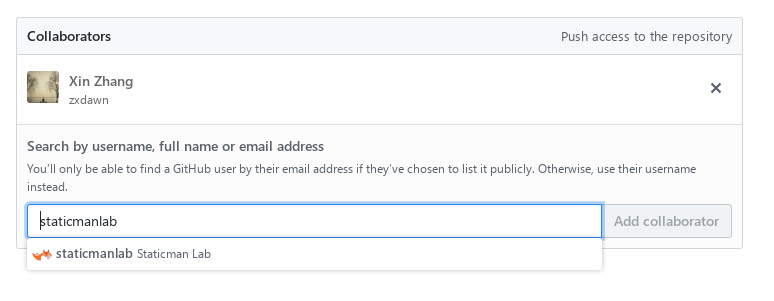 Collaborators
Push access to the repository
Xin Zhang
zxdawn
Search by username, full name or email address
You'll only be able to find a GitHub user by their email address if they've chosen to list it publicly. Otherwise, use their username
instead.
staticmanlab
Add collaborator
staticmanlab Staticman Lab